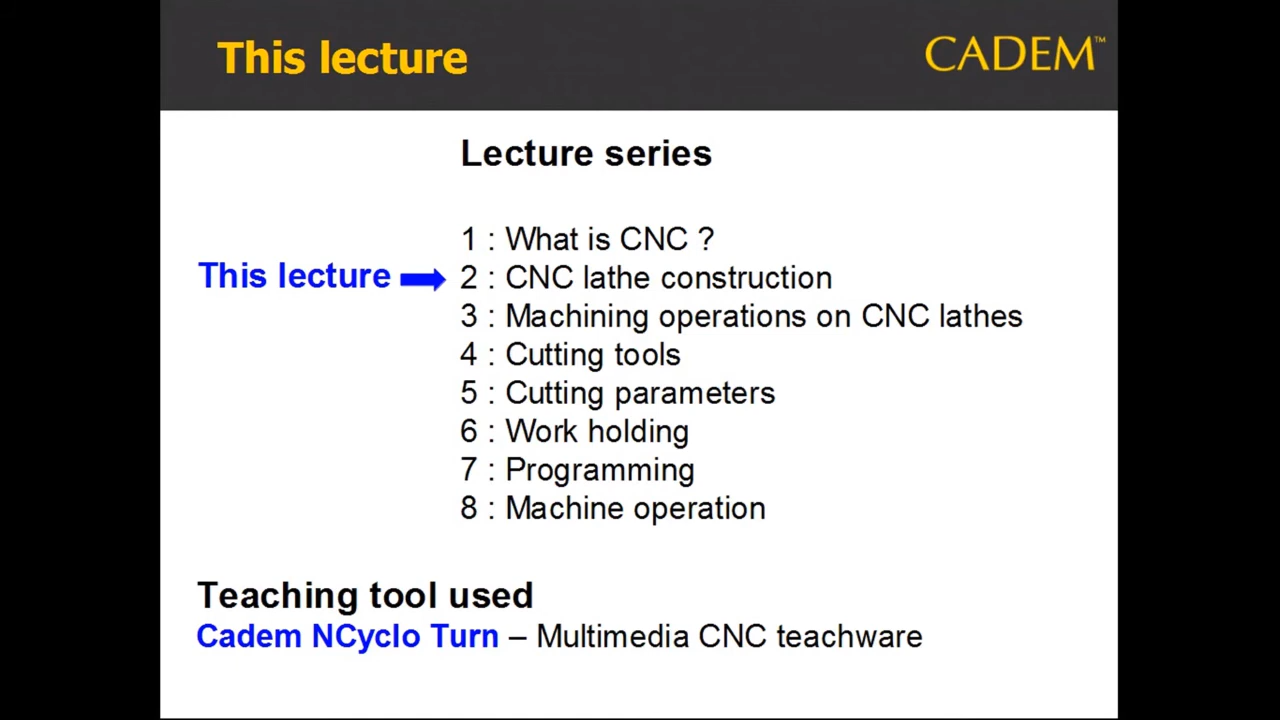 This lecture
CADEM™
Lecture series
1 : What is CNC ?
This lecture
2 : CNC lathe construction
3 : Machining operations on CNC lathes
4 : Cutting tools
5 : Cutting parameters
6 : Work holding
7 : Programming
8 : Machine operation
Teaching tool used
Cadem NCyclo Turn – Multimedia CNC teachware